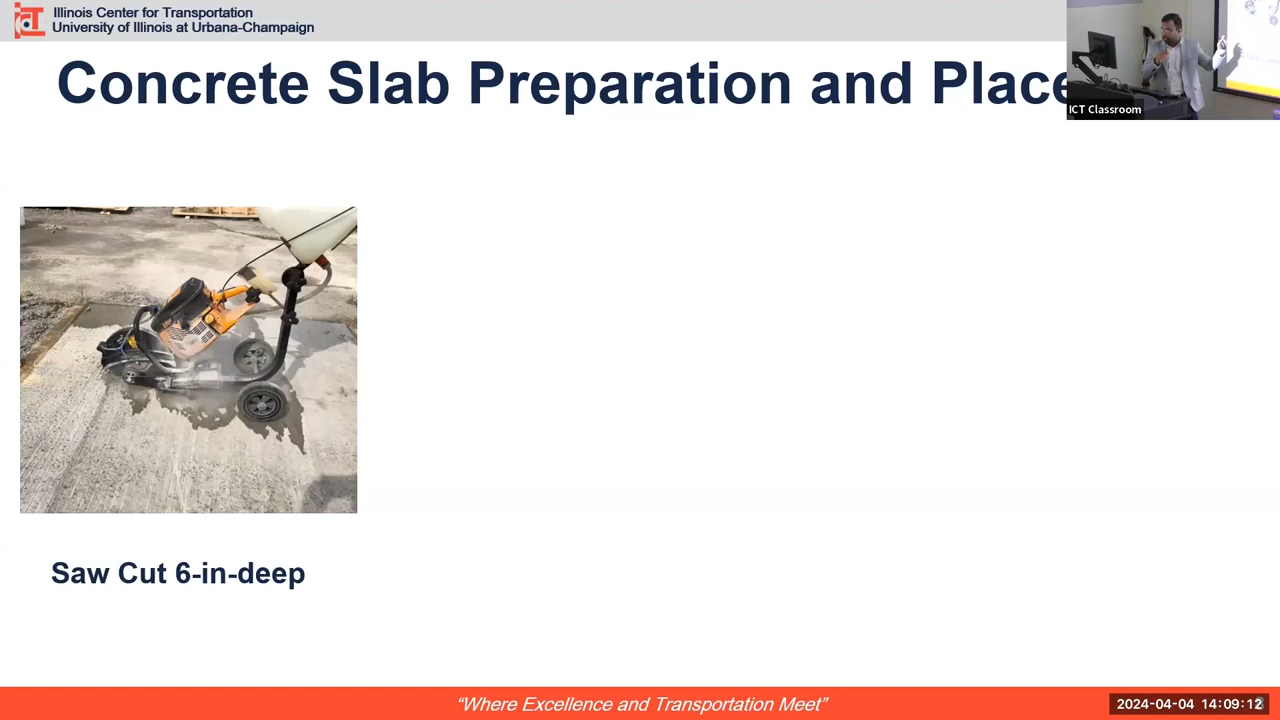 Illinois Center for Transportation
University of Illinois at Urbana-Champaign
Concrete Slab Preparation and Place
ICT Classroom
Saw Cut 6-in-deep
“Where Excellence and Transportation Meet”
2024-04-04 14:09:12